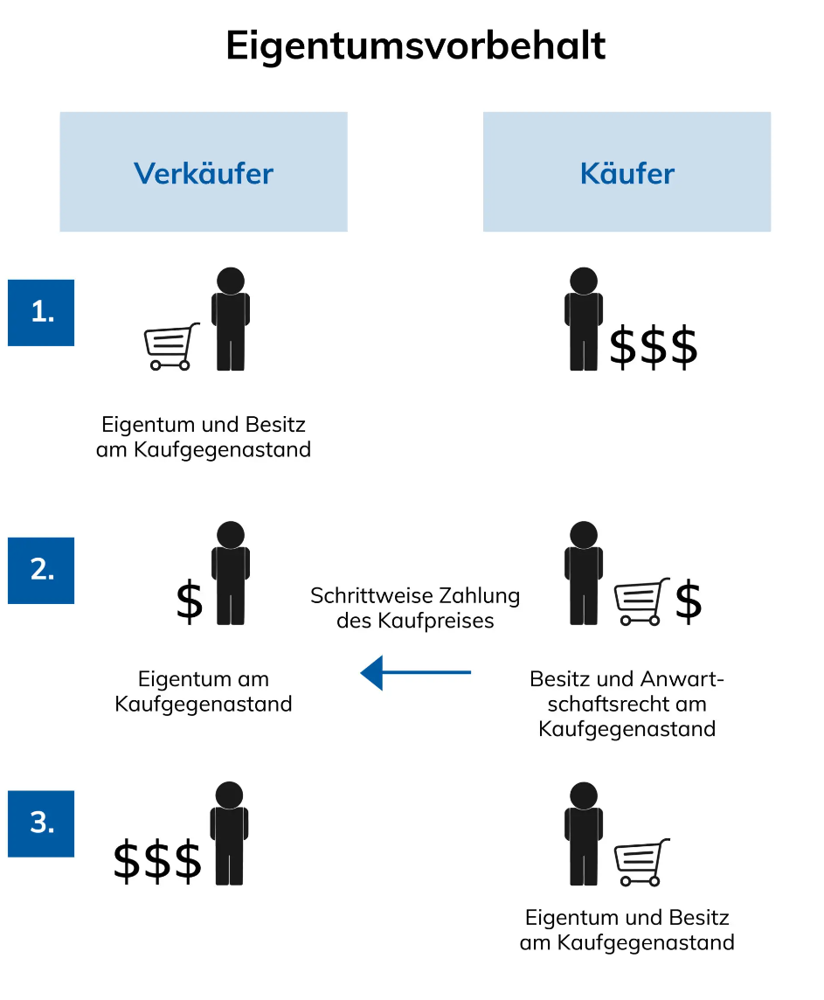 Eigentumsvorbehalt
Verkäufer
Käufer
1.
$$$
Eigentum und Besitz
am Kaufgegenastand
2.
$
Schrittweise Zahlung
des Kaufpreises
$
Eigentum am
Kaufgegenastand
Besitz und Anwart-
schaftsrecht am
Kaufgegenastand
3.
$$$
Eigentum und Besitz
am Kaufgegenastand